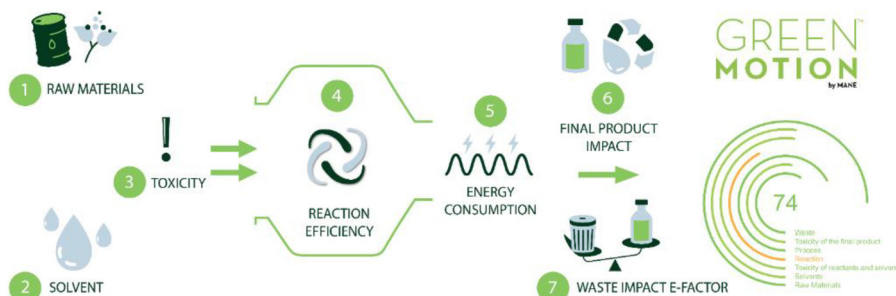 1 RAW MATERIALS
2 SOLVENT
3 TOXICITY
4
REACTION
EFFICIENCY
5
ENERGY
CONSUMPTION
6
FINAL PRODUCT
IMPACT
7 WASTE IMPACT E-FACTOR
GREEN™
MOTION
by MANE
74
Waste
Toxicity of the final product
Process
Reaction
Toxicity of reactants and solven
Solvents
Raw Materials